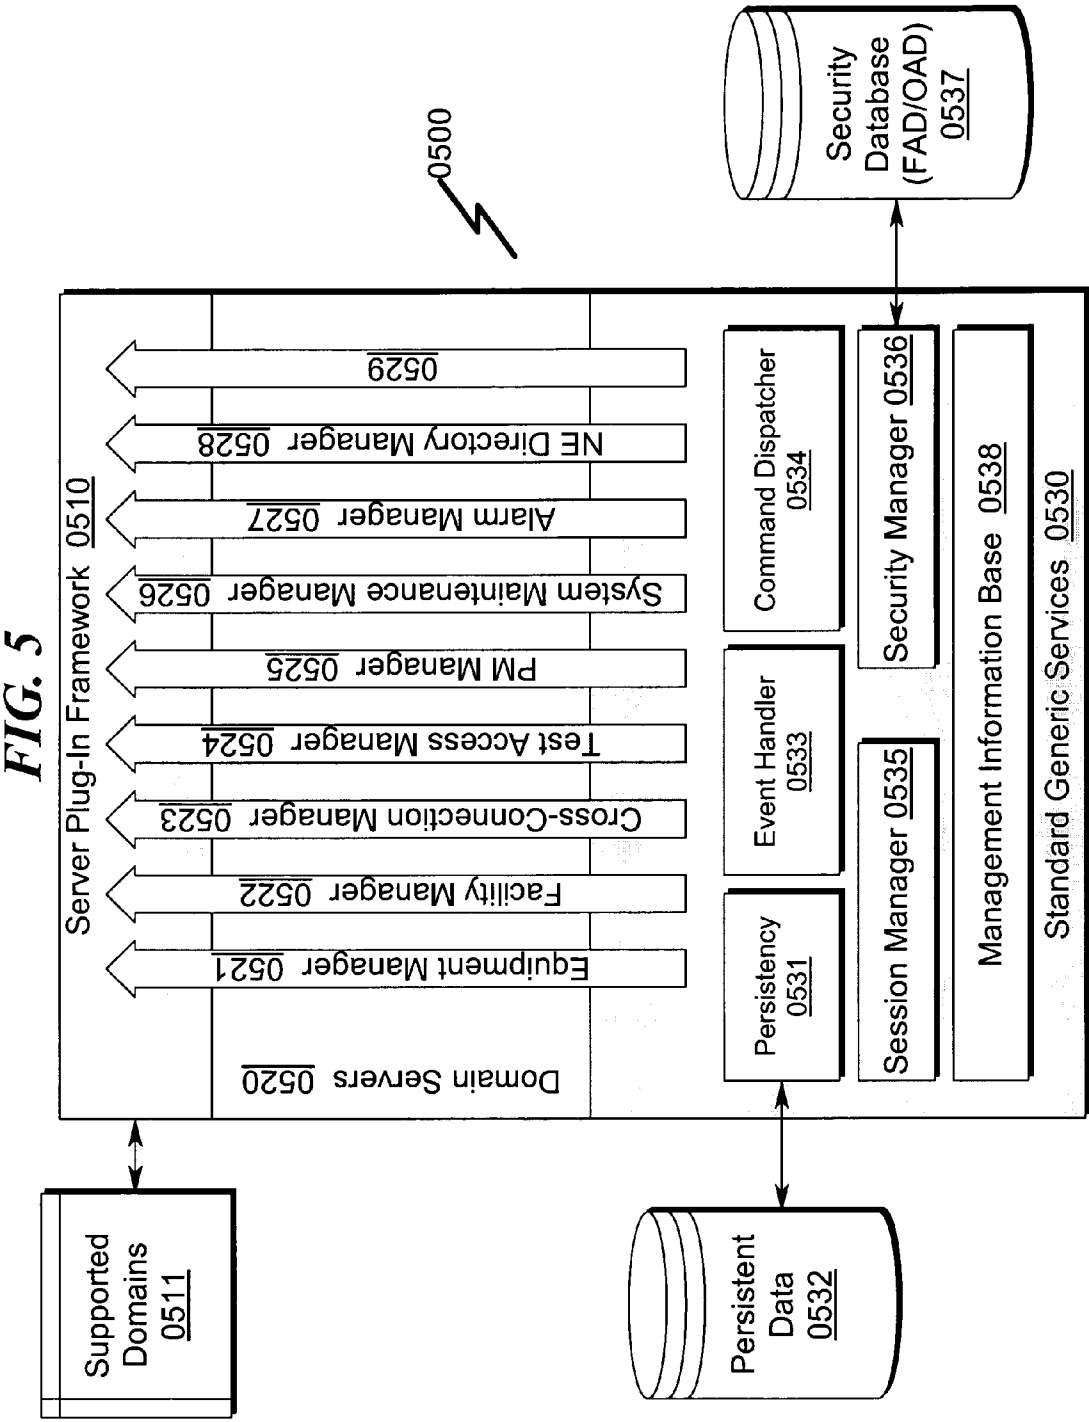 FIG. 5
0500
Supported
Domains
0511
Server Plug-In Framework 0510
Domain Servers 0520
Equipment Manager 0521
Facility Manager 0522
Cross-Connection Manager 0523
Test Access Manager 0524
PM Manager 0525
System Maintenance Manager 0526
Alarm Manager 0527
NE Directory Manager 0528
0529
Persistent
Data
0532
Persistency
0531
Event Handler
0533
Command Dispatcher
0534
Session Manager 0535
Security Manager 0536
Security
Database
(FAD/OAD)
0537
Management Information Base 0538
Standard Generic Services 0530